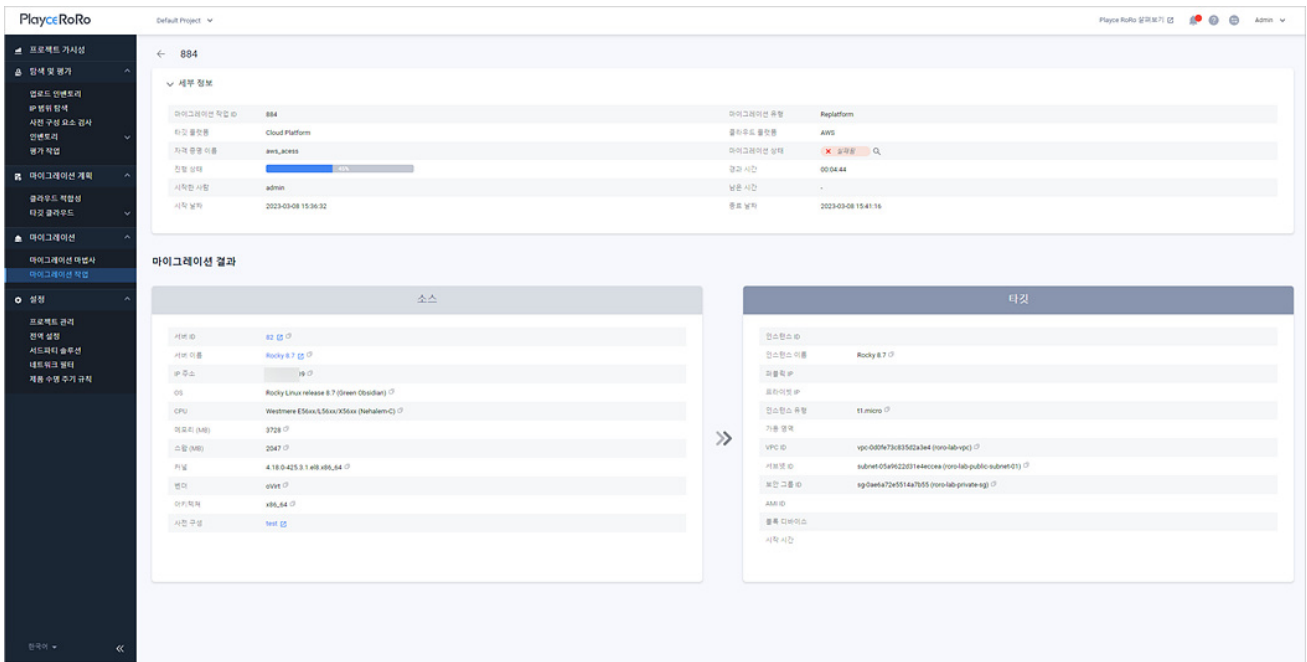 PlayceRoRo
Default Project
Playce RoRo 살펴보기
Admin
프로젝트 가시성
탐색 및 평가
업로드 인벤토리
IP 범위 탐색
사전 구성 요소 검사
인벤토리
평가 작업
마이그레이션 계획
클라우드 적합성
타깃 클라우드
마이그레이션
마이그레이션 마법사
마이그레이션 작업
설정
프로젝트 관리
전역 설정
서드파티 솔루션
네트워크 필터
제품 수명 주기 규칙
한국어
884
세부 정보
마이그레이션 작업 ID 884 마이그레이션 유형 Replatform
타깃 플랫폼 Cloud Platform 클라우드 플랫폼 AWS
자격 증명 이름 aws_acess 마이그레이션 상태
진행 상태 45% 경과 시간 00:04:44
시작한 사람 admin 남은 시간 -
시작 날짜 2023-03-08 15:36:32 종료 날짜 2023-03-08 15:41:16
마이그레이션 결과
소스
서버 ID 82
서버 이름 Rocky 8.7
IP 주소
OS Rocky Linux release 8.7 (Green Obsidian)
CPU Westmere E56xx/L56xx/X56xx (Nehalem-C)
메모리 (MB) 3728
스왑 (MB) 2047
커널 4.18.0-425.3.1.el8.x86_64
벤더 oVirt
아키텍처 x86_64
사전 구성 test
타깃
인스턴스 ID
인스턴스 이름 Rocky 8.7
퍼블릭 IP
프라이빗 IP
인스턴스 유형 t1.micro
가용 영역
VPC ID vpc-0d0fe73c835d2a3e4 (roro-lab-vpc)
서브넷 ID subnet-05a9622d31e4eccea (roro-lab-public-subnet-01)
보안 그룹 ID sg-0ae6a72e5514a7b55 (roro-lab-private-sg)
AMI ID
블록 디바이스
시작 시간